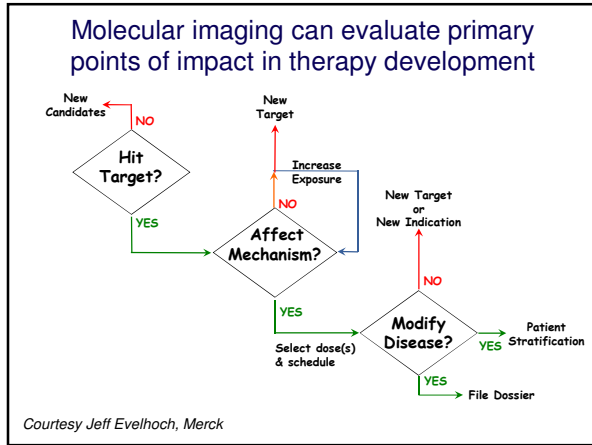 Molecular imaging can evaluate primary
points of impact in therapy development
New
Candidates
NO
Hit
Target?
YES
New
Target
Increase
Exposure
NO
Affect
Mechanism?
YES
Select dose(s)
& schedule
New Target
or
New Indication
NO
Modify
Disease?
YES
Patient
Stratification
YES
File Dossier
Courtesy Jeff Evelhoch, Merck